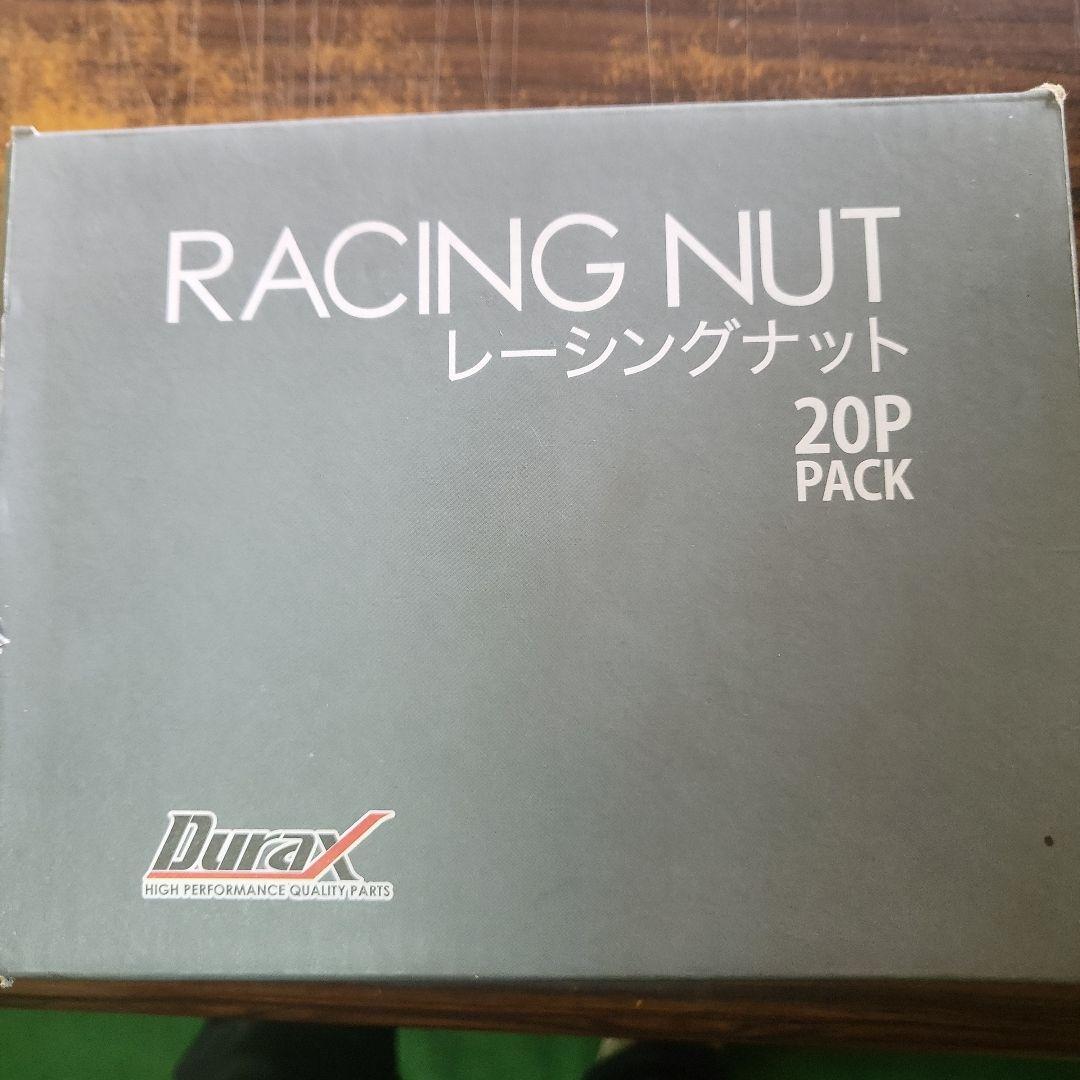 RACING NUT
レーシングナット
20P
PACK
Durax
HIGH PERFORMANCE QUALITY PARTS